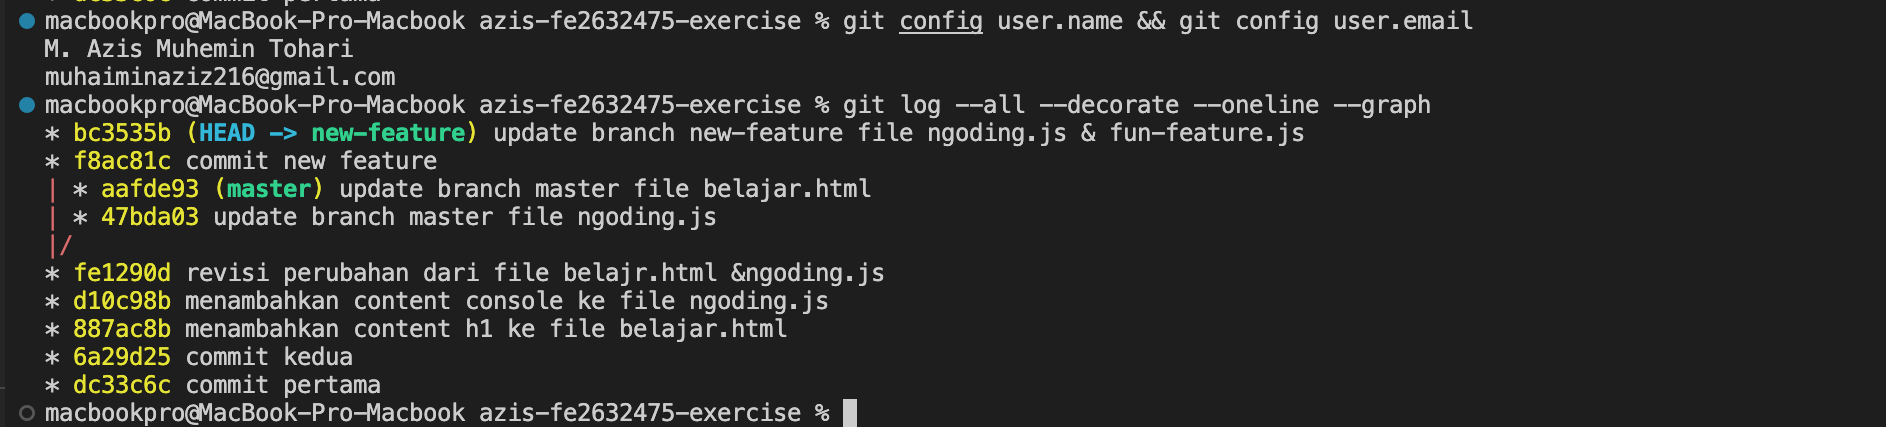 macbookpro@MacBook-Pro-Macbook azis-fe2632475-exercise % git config user.name && git config user.email
M. Azis Muhemin Tohari
muhaiminaziz216@gmail.com
macbookpro@MacBook-Pro-Macbook azis-fe2632475-exercise % git log --all --decorate --oneline --graph
* bc3535b (HEAD -> new-feature) update branch new-feature file ngoding.js & fun-feature.js
* f8ac81c commit new feature
| * aafde93 (master) update branch master file belajar.html
| * 47bda03 update branch master file ngoding.js
|/
* fe1290d revisi perubahan dari file belajr.html &ngoding.js
* d10c98b menambahkan content console ke file ngoding.js
* 887ac8b menambahkan content h1 ke file belajar.html
* 6a29d25 commit kedua
* dc33c6c commit pertama
macbookpro@MacBook-Pro-Macbook azis-fe2632475-exercise %